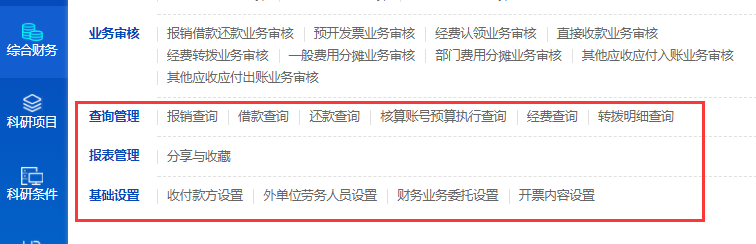 综合财务
科研项目
科研条件
业务审核 报销借款还款业务审核 预开发票业务审核 经费认领业务审核 直接收款业务审核
经费转拨业务审核 一般费用分摊业务审核 部门费用分摊业务审核 其他应收应付入账业务审核
其他应收应付出账业务审核
查询管理 报销查询 借款查询 还款查询 核算账号预算执行查询 经费查询 转拨明细查询
报表管理 分享与收藏
基础设置 收付款方设置 外单位劳务人员设置 财务业务委托设置 开票内容设置